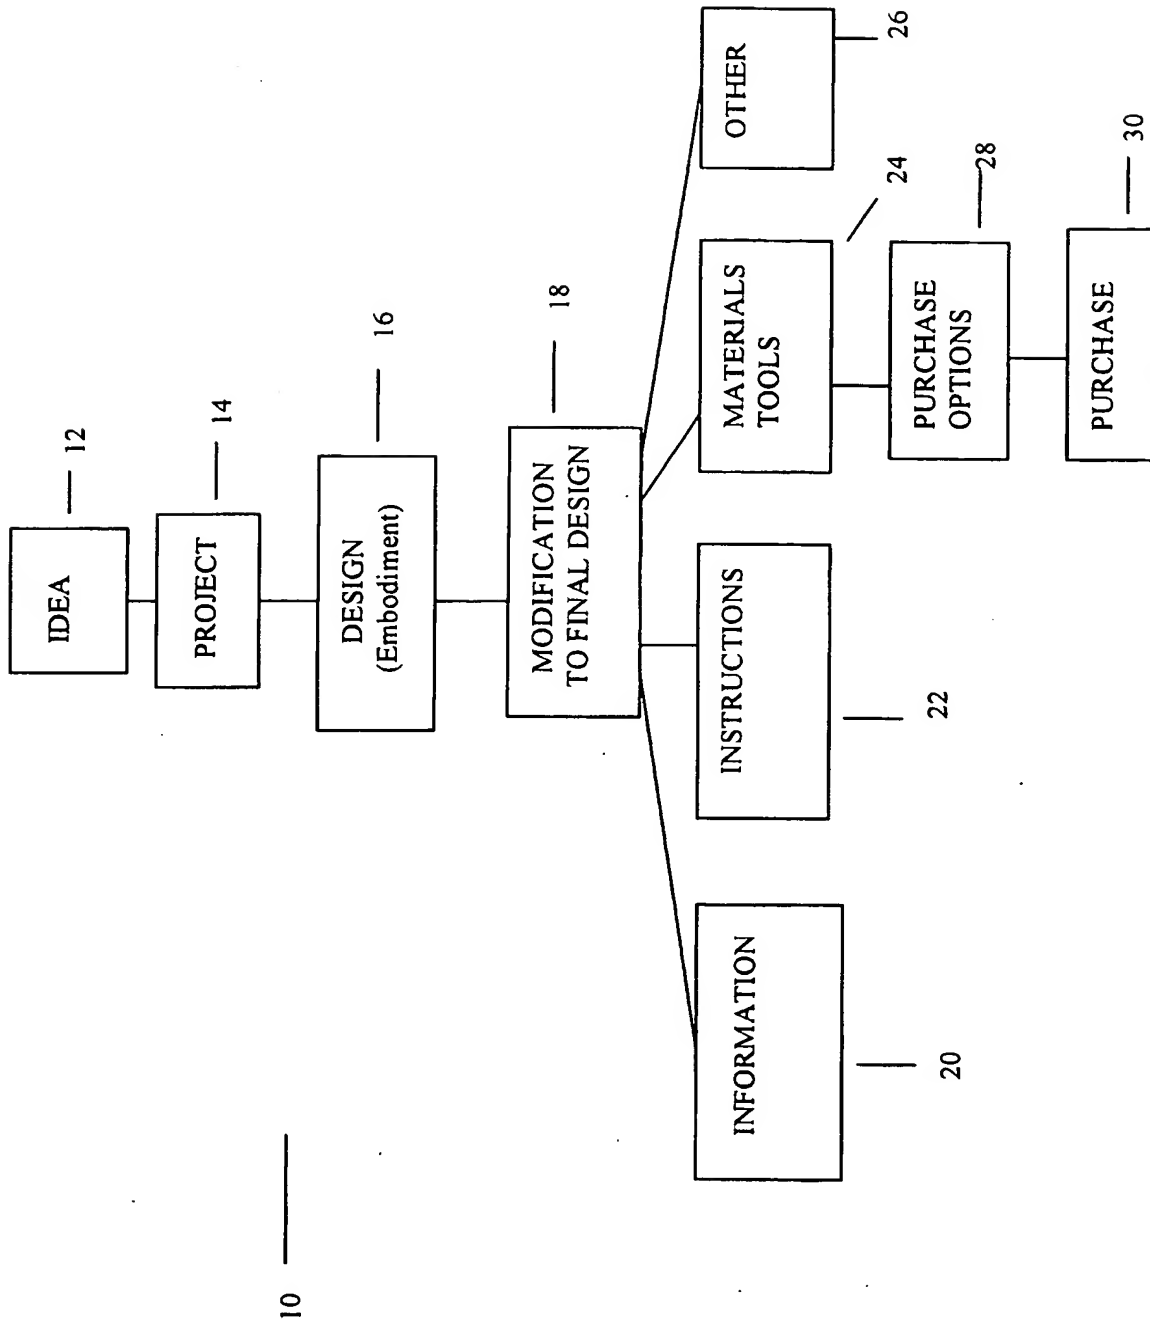 10
IDEA
12
PROJECT
14
DESIGN
(Embodiment)
16
MODIFICATION
TO FINAL DESIGN
18
INFORMATION
20
INSTRUCTIONS
22
MATERIALS
TOOLS
24
OTHER
26
PURCHASE
OPTIONS
28
PURCHASE
30